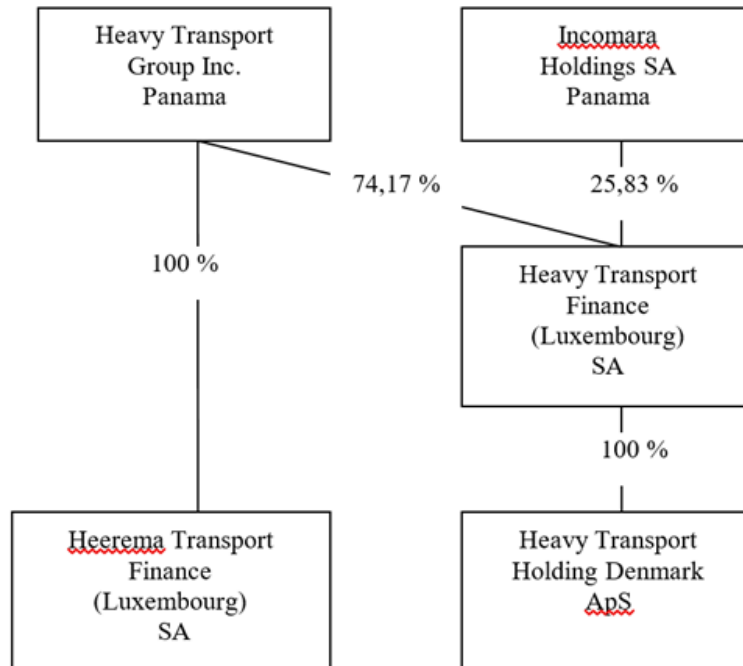 Heavy Transport
Group Inc.
Panama
Incomara
Holdings SA
Panama
74,17 %
25,83 %
100 %
Heavy Transport
Finance
(Luxembourg)
SA
100 %
Heerema Transport
Finance
(Luxembourg)
SA
Heavy Transport
Holding Denmark
ApS